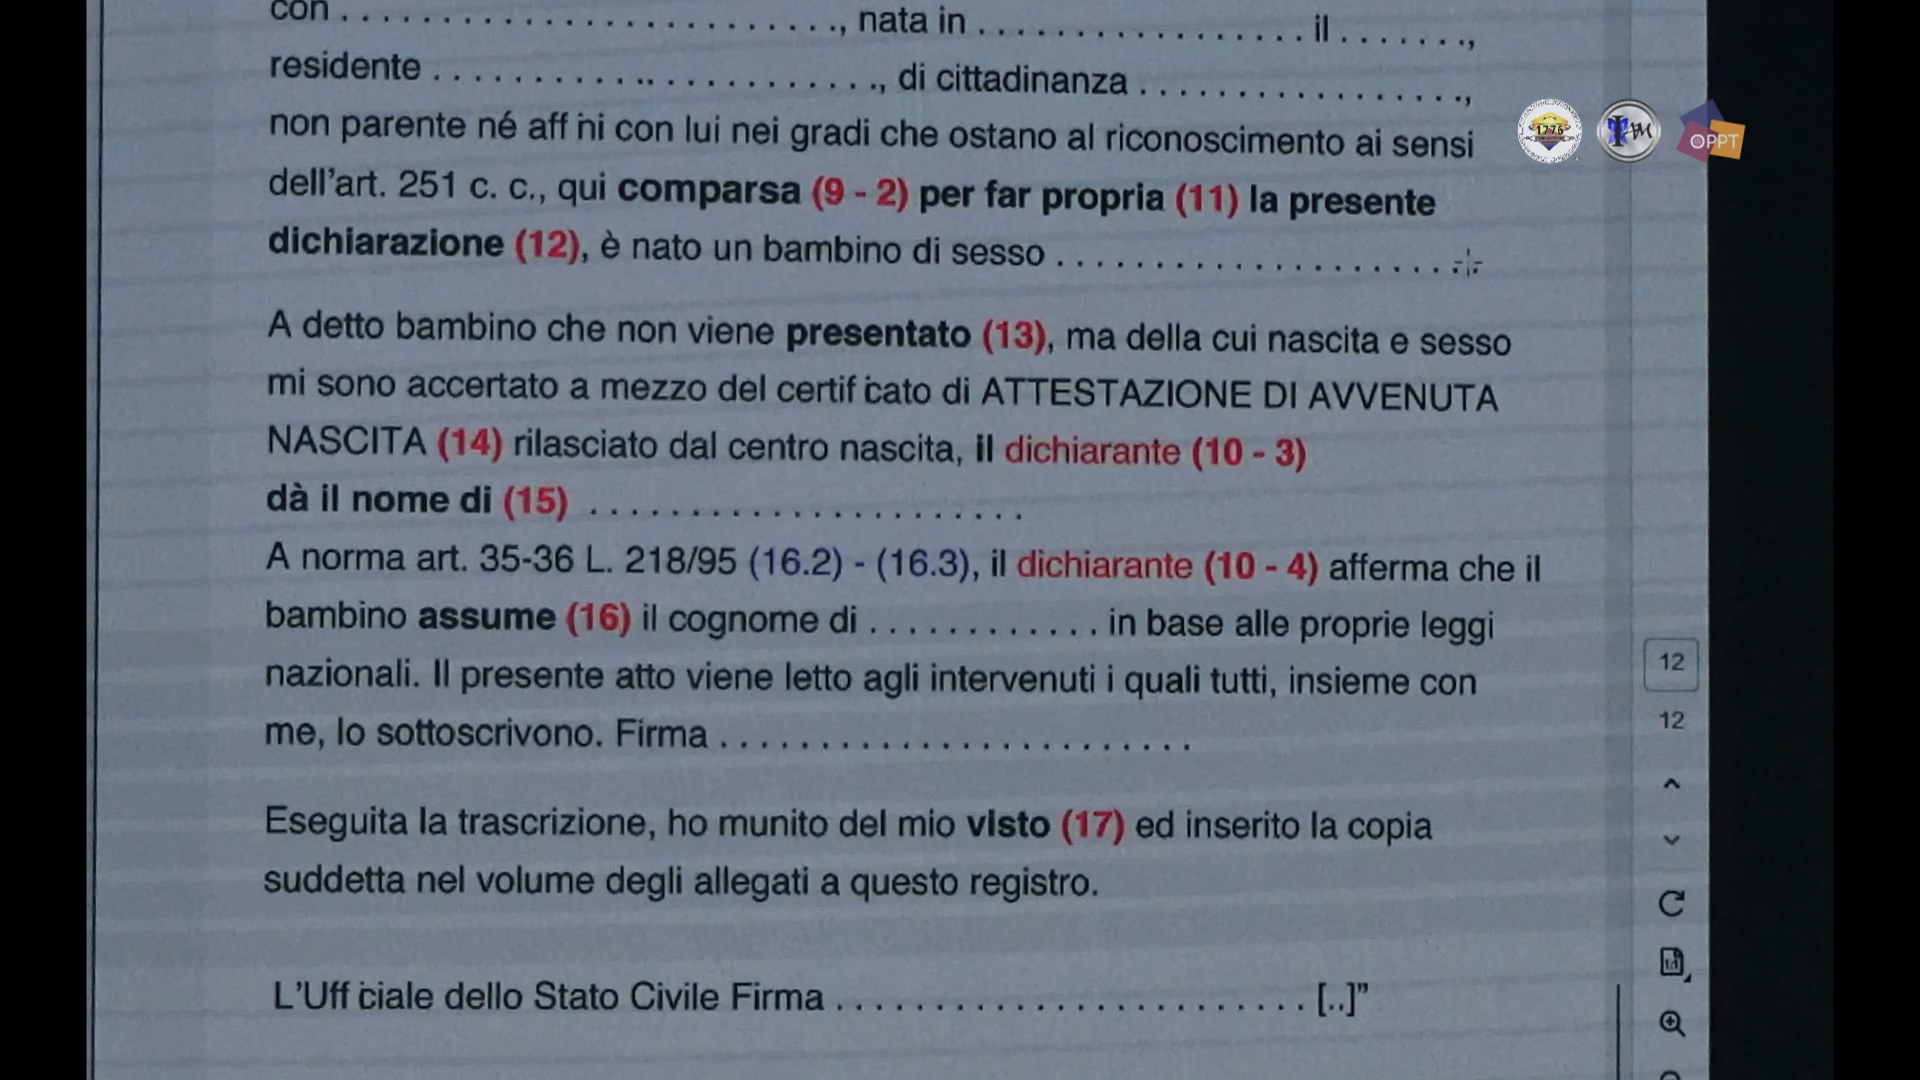 con . . . . . . . . . . . . . . . . . . . . . . . . . ., nata in . . . . . . . . . . . . . . . . . il . . . . . . .,
residente . . . . . . . . . . . .. . . . . . . . . . . . ., di cittadinanza . . . . . . . . . . . . . . . . .,
non parente né affini con lui nei gradi che ostano al riconoscimento ai sensi
dell'art. 251 c. c., qui comparsa (9 - 2) per far propria (11) la presente
dichiarazione (12), è nato un bambino di sesso . . . . . . . . . . . . . . . . . . . . .
A detto bambino che non viene presentato (13), ma della cui nascita e sesso
mi sono accertato a mezzo del certificato di ATTESTAZIONE DI AVVENUTA
NASCITA (14) rilasciato dal centro nascita, il dichiarante (10 - 3)
dà il nome di (15) . . . . . . . . . . . . . . . . . . . . . .
A norma art. 35-36 L. 218/95 (16.2) - (16.3), il dichiarante (10 - 4) afferma che il
bambino assume (16) il cognome di . . . . . . . . . . . . in base alle proprie leggi
nazionali. Il presente atto viene letto agli intervenuti i quali tutti, insieme con
me, lo sottoscrivono. Firma . . . . . . . . . . . . . . . . . . . . . . . .
Eseguita la trascrizione, ho munito del mio visto (17) ed inserito la copia
suddetta nel volume degli allegati a questo registro.
L'Ufficiale dello Stato Civile Firma . . . . . . . . . . . . . . . . . . . . . . . . [..]”
1776
OPPT
12
12